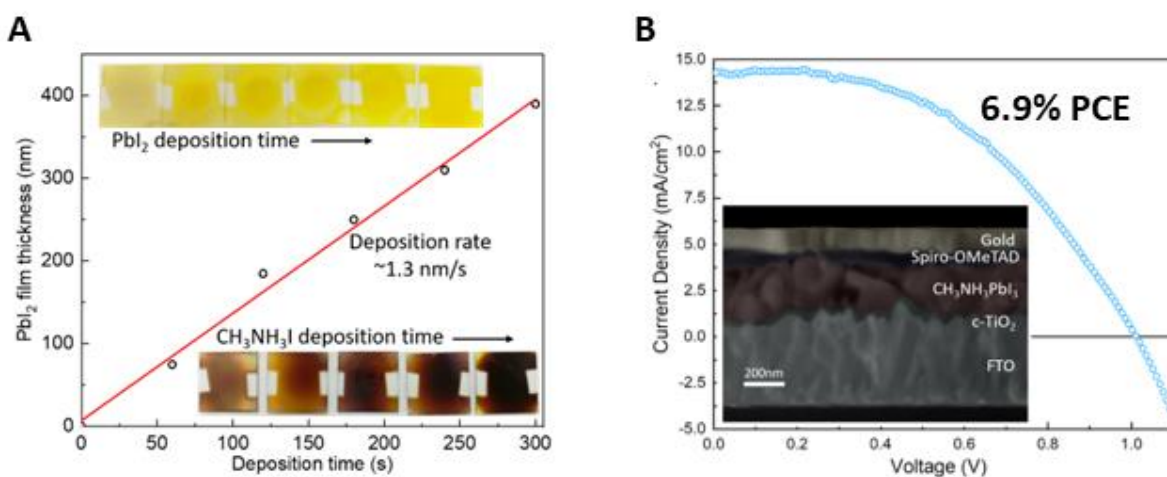 A
PbI₂ film thickness (nm)
400
300
200
100
0
PbI₂ deposition time
Deposition rate
~1.3 nm/s
CH₃NH₃I deposition time
0 50 100 150 200 250 300
Deposition time (s)
B
Current Density (mA/cm²)
15.0
12.5
10.0
7.5
5.0
2.5
0.0
-2.5
-5.0
6.9% PCE
Gold
Spiro-OMeTAD
CH₃NH₃PbI₃
c-TiO₂
FTO
200nm
0.0 0.2 0.4 0.6 0.8 1.0
Voltage (V)